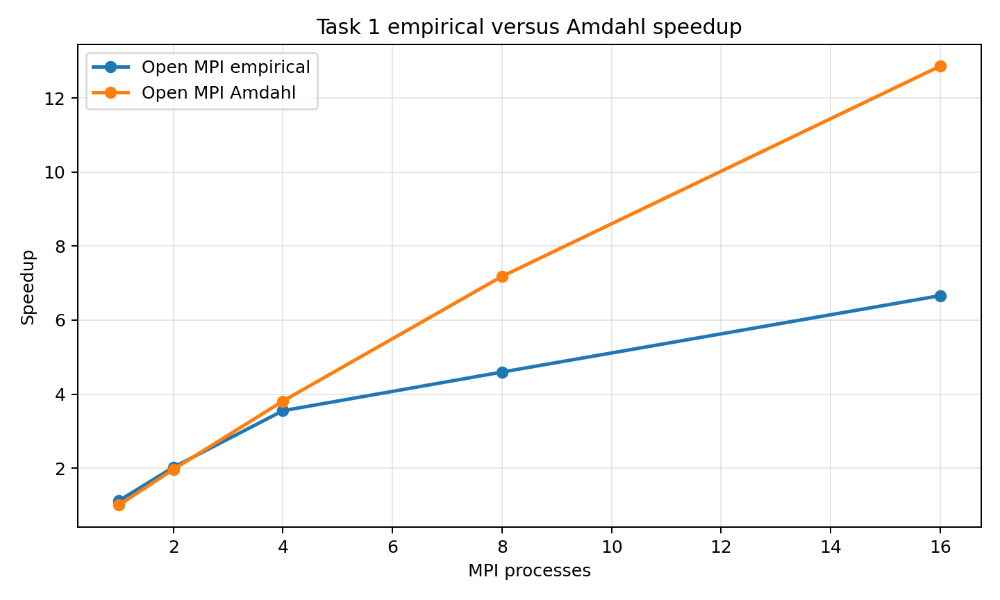 Task 1 empirical versus Amdahl speedup
Open MPI empirical
Open MPI Amdahl
12
10
8
6
4
2
Speedup
2 4 6 8 10 12 14 16
MPI processes